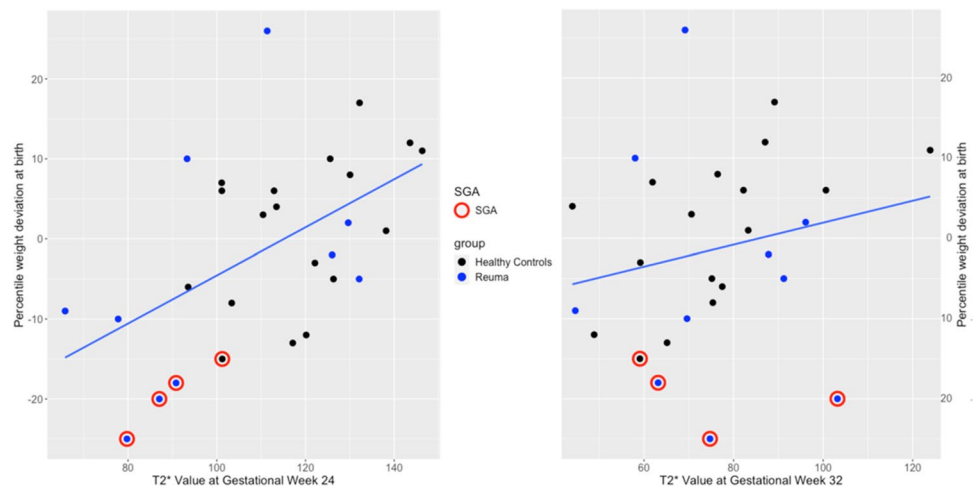 20
10
0
-10
-20
Percentile weight deviation at birth
80
100
120
140
T2* Value at Gestational Week 24
SGA
SGA
group
Healthy Controls
Reuma
20
10
0
10
20
Percentile weight deviation at birth
60
80
100
120
T2* Value at Gestational Week 32